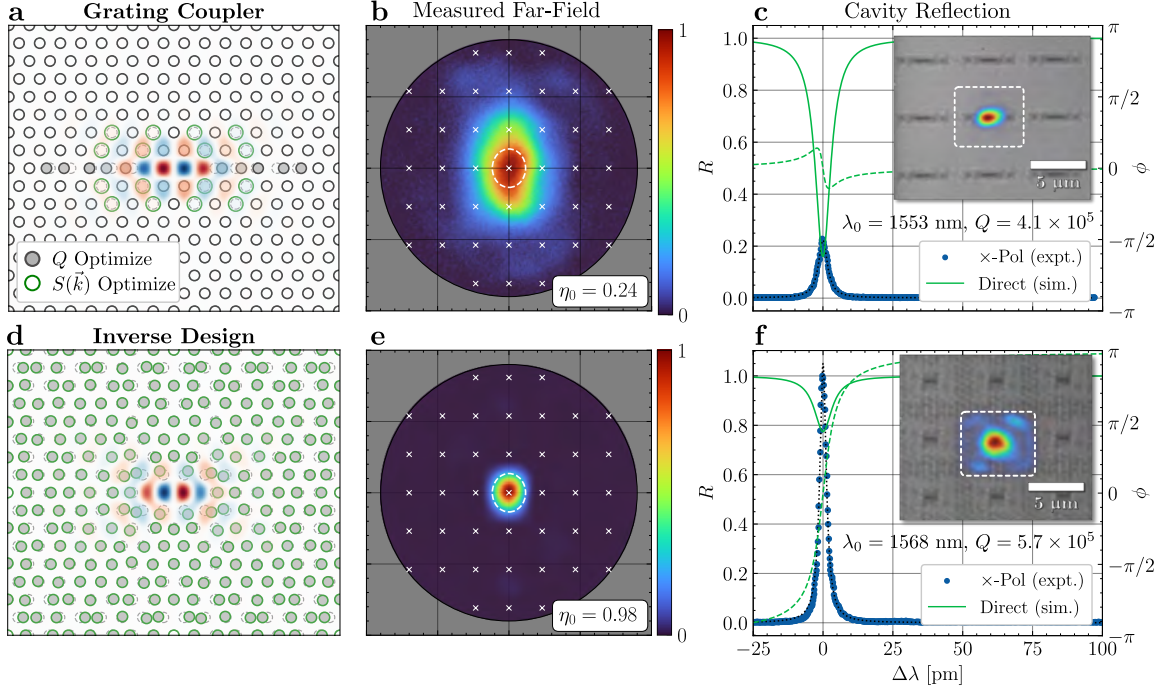 a Grating Coupler
Q Optimize
S(k⃗) Optimize
b Measured Far-Field
η₀ = 0.24
1
0
c Cavity Reflection
1.0
0.8
0.6
0.4
0.2
0.0
R
π
π/2
0
−π/2
−π
ϕ
5 μm
λ₀ = 1553 nm, Q = 4.1 × 10⁵
×-Pol (expt.)
Direct (sim.)
d Inverse Design
e
η₀ = 0.98
1
0
f
1.0
0.8
0.6
0.4
0.2
0.0
R
π
π/2
0
−π/2
−π
ϕ
5 μm
λ₀ = 1568 nm, Q = 5.7 × 10⁵
×-Pol (expt.)
Direct (sim.)
−25 0 25 50 75 100
Δλ [pm]